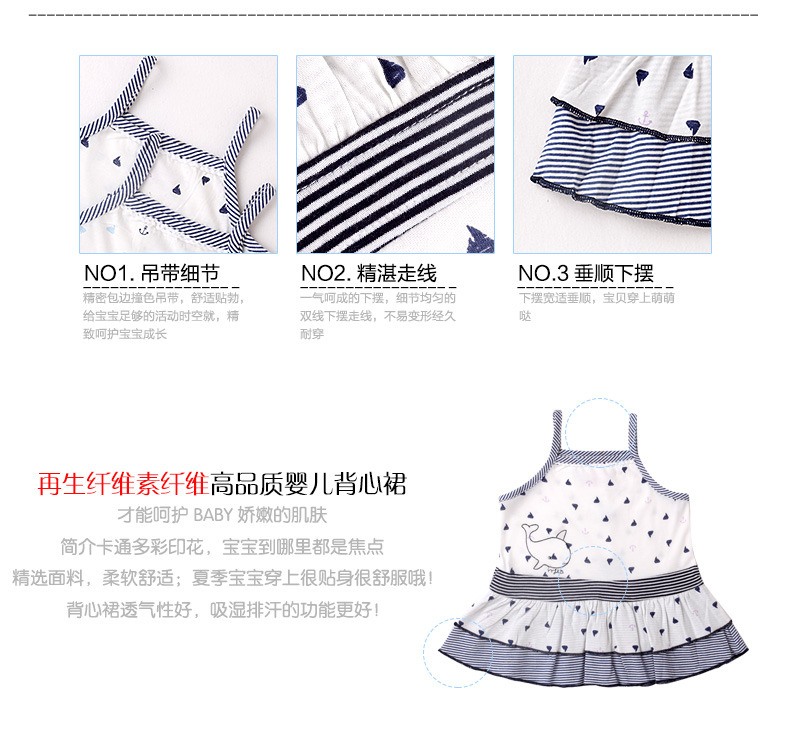 NO1. 吊带细节
精密包边撞色吊带，舒适贴勃，
给宝宝足够的活动时空就，精
致呵护宝宝成长
NO2. 精湛走线
一气呵成的下摆，细节均匀的
双线下摆走线，不易变形经久
耐穿
NO.3 垂顺下摆
下摆宽适垂顺，宝贝穿上萌萌
哒
再生纤维素纤维高品质婴儿背心裙
才能呵护 BABY 娇嫩的肌肤
简介卡通多彩印花，宝宝到哪里都是焦点
精选面料，柔软舒适；夏季宝宝穿上很贴身很舒服哦！
背心裙透气性好，吸湿排汗的功能更好！